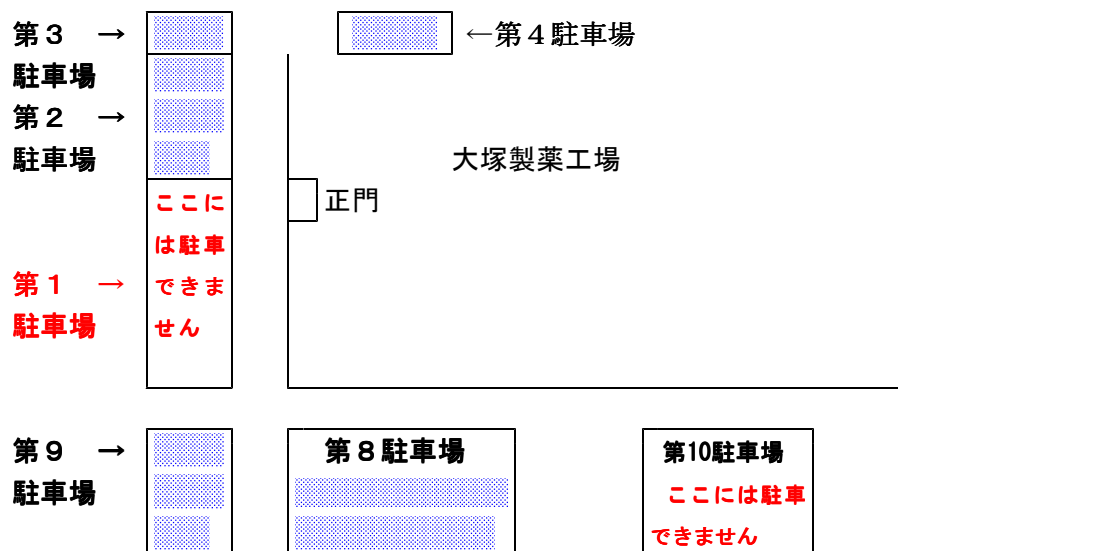 第３　→
←第４駐車場
駐車場
第２　→
駐車場
大塚製薬工場
正門
ここに
は駐車
できま
せん
第１　→
駐車場
第９　→
駐車場
第８駐車場
第10駐車場
ここには駐車
できません